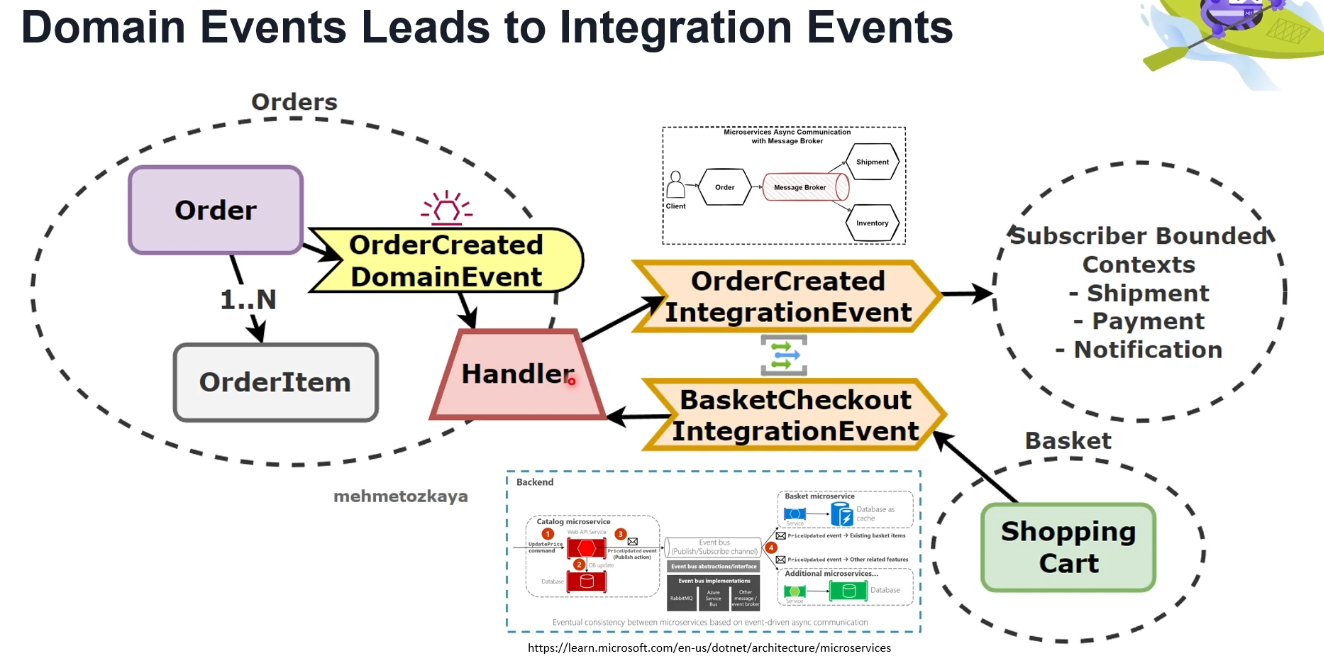 Domain Events Leads to Integration Events
Orders
Order
1..N
OrderItem
OrderCreated
DomainEvent
Handler
mehmetozkaya
Microservices Async Communication
with Message Broker
Client
Order
Message Broker
Shipment
Inventory
OrderCreated
IntegrationEvent
BasketCheckout
IntegrationEvent
Subscriber Bounded
Contexts
- Shipment
- Payment
- Notification
Basket
Shopping
Cart
Backend
Catalog microservice
Web API Service
1
UpdatePrice
command
2
DB update
Database
3
PriceUpdated event
(Publish action)
Event bus
(Publish/Subscribe channel)
Event bus abstractions/interface
Event bus implementations
RabbitMQ
Azure
Service
Bus
Other
message /
event broker
4
Basket microservice
Service
Database as
cache
PriceUpdated event → Existing basket items
PriceUpdated event → Other related features
Additional microservices...
Service
Database
Eventual consistency between microservices based on event-driven async communication
https://learn.microsoft.com/en-us/dotnet/architecture/microservices